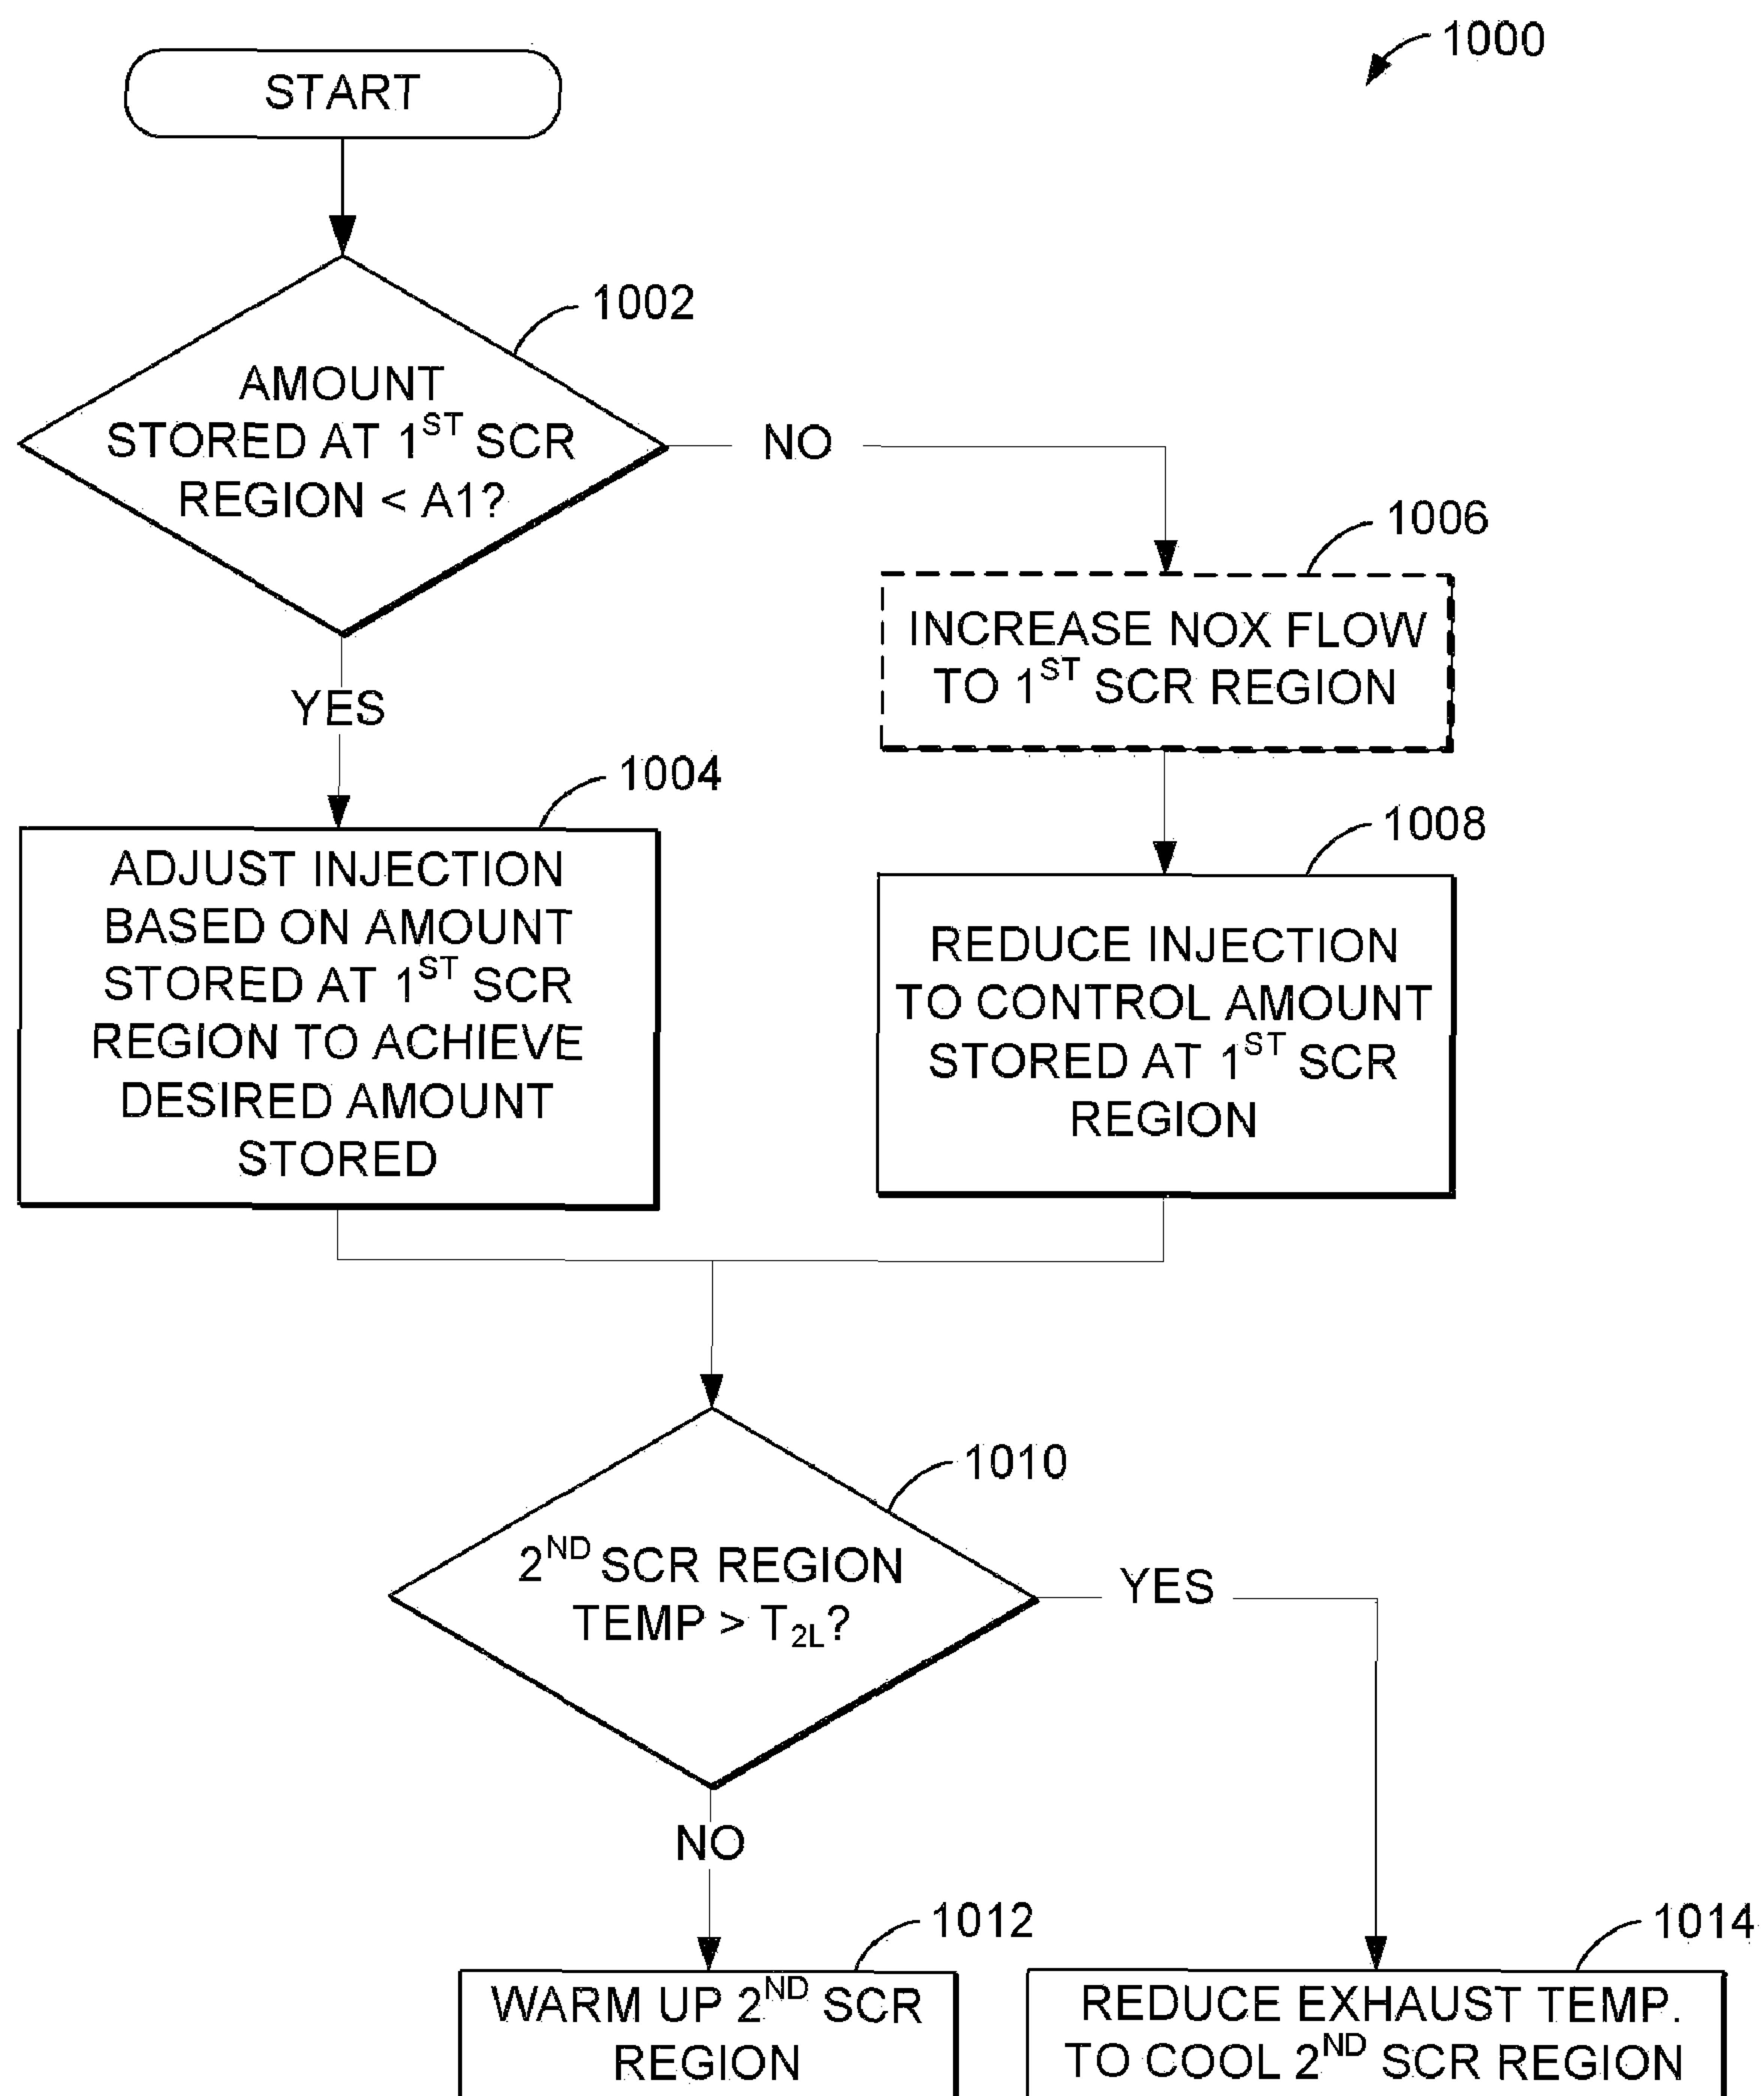 1000
START
1002
AMOUNT
STORED AT 1ST SCR
REGION < A1?
NO
YES
1006
INCREASE NOX FLOW
TO 1ST SCR REGION
1004
ADJUST INJECTION
BASED ON AMOUNT
STORED AT 1ST SCR
REGION TO ACHIEVE
DESIRED AMOUNT
STORED
1008
REDUCE INJECTION
TO CONTROL AMOUNT
STORED AT 1ST SCR
REGION
1010
2ND SCR REGION
TEMP > T2L?
YES
NO
1012
WARM UP 2ND SCR
REGION
1014
REDUCE EXHAUST TEMP.
TO COOL 2ND SCR REGION